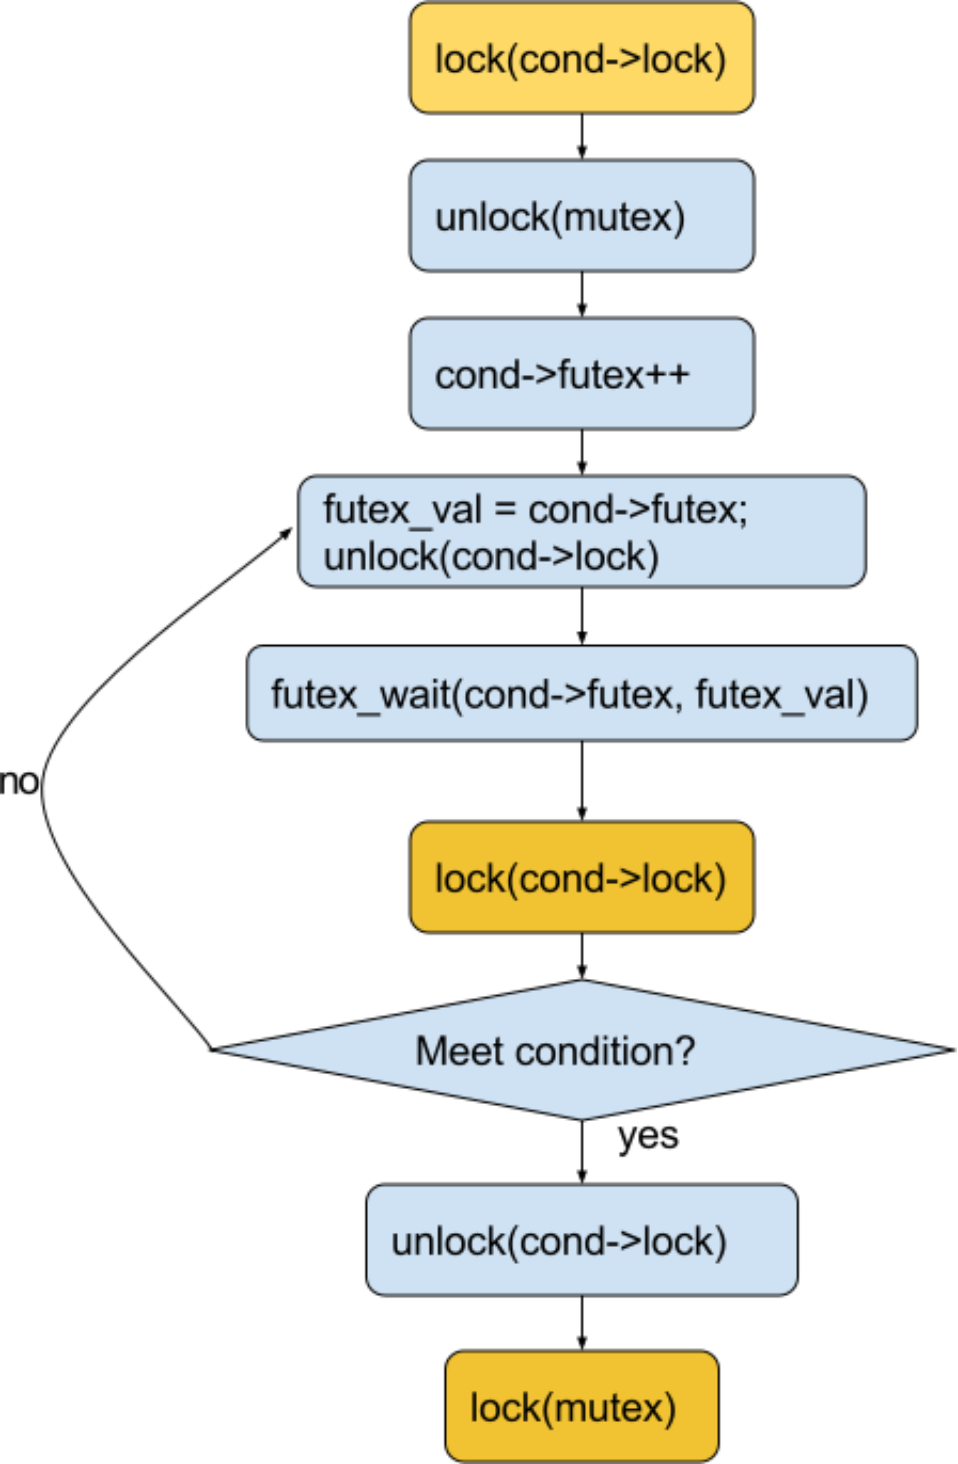 lock(cond->lock)
unlock(mutex)
cond->futex++
futex_val = cond->futex;
unlock(cond->lock)
futex_wait(cond->futex, futex_val)
no
lock(cond->lock)
Meet condition?
yes
unlock(cond->lock)
lock(mutex)